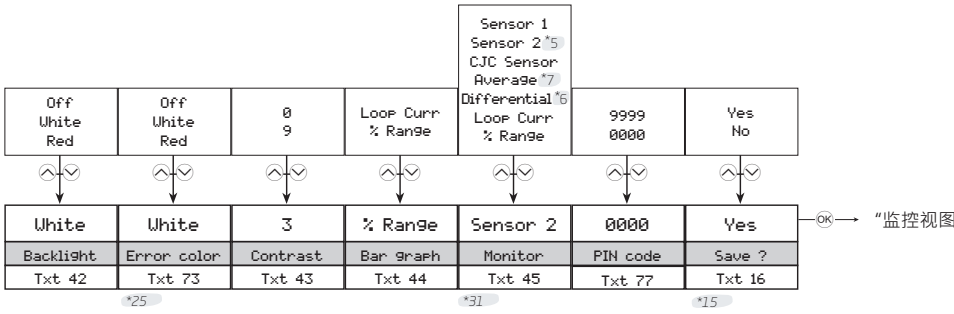 Sensor 1
Sensor 2 *5
CJC Sensor
Average *7
Differential *6
Loop Curr
% Range
Off
White
Red
Off
White
Red
0
9
Loop Curr
% Range
9999
0000
Yes
No
White
White
3
% Range
Sensor 2
0000
Yes
OK
“监控视图
Backlight
Error color
Contrast
Bar graph
Monitor
PIN code
Save ?
Txt 42
Txt 73
Txt 43
Txt 44
Txt 45
Txt 77
Txt 16
*25
*31
*15